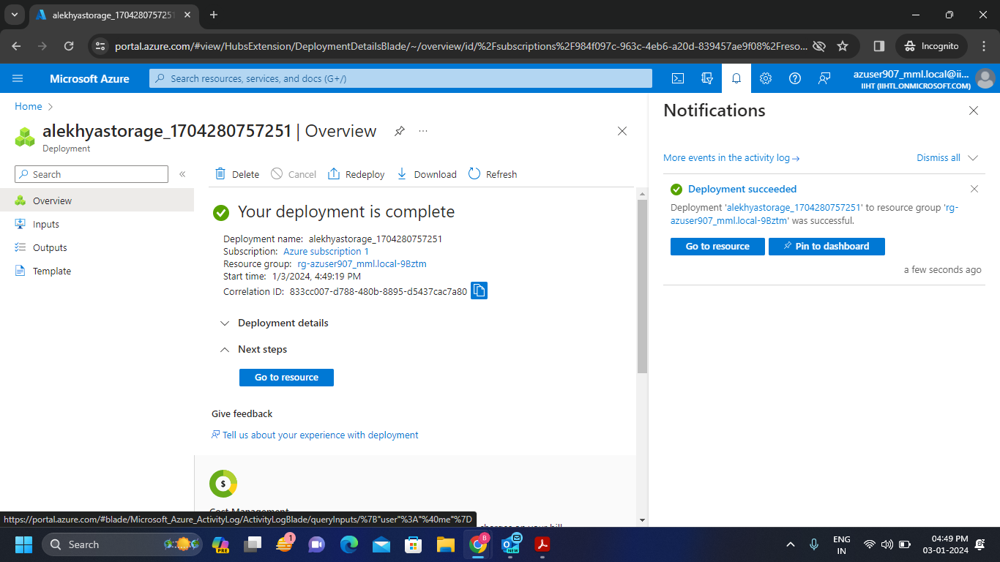 alekhyastorage_1704280757251
portal.azure.com/#view/HubsExtension/DeploymentDetailsBlade/~/overview/id/%2Fsubscriptions%2F984f097c-963c-4eb6-a20d-839457ae9f08%2Freso...
Incognito
Microsoft Azure
Search resources, services, and docs (G+/)
azuser907_mml.local@ii...
IIHT (IIHTL.ONMICROSOFT.COM)
Home
alekhyastorage_1704280757251 | Overview
Deployment
Search
Overview
Inputs
Outputs
Template
Delete
Cancel
Redeploy
Download
Refresh
Your deployment is complete
Deployment name: alekhyastorage_1704280757251
Subscription: Azure subscription 1
Resource group: rg-azuser907_mml.local-9Bztm
Start time: 1/3/2024, 4:49:19 PM
Correlation ID: 833cc007-d788-480b-8895-d5437cac7a80
Deployment details
Next steps
Go to resource
Give feedback
Tell us about your experience with deployment
$
Cost Management
charges on your bill
Notifications
More events in the activity log →
Dismiss all
Deployment succeeded
Deployment 'alekhyastorage_1704280757251' to resource group 'rg-
azuser907_mml.local-9Bztm' was successful.
Go to resource
Pin to dashboard
a few seconds ago
https://portal.azure.com/#blade/Microsoft_Azure_ActivityLog/ActivityLogBlade/queryInputs/%7B"user"%3A"%40me"%7D
Search
PRE
1
8
NEW
ENG
IN
04:49 PM
03-01-2024